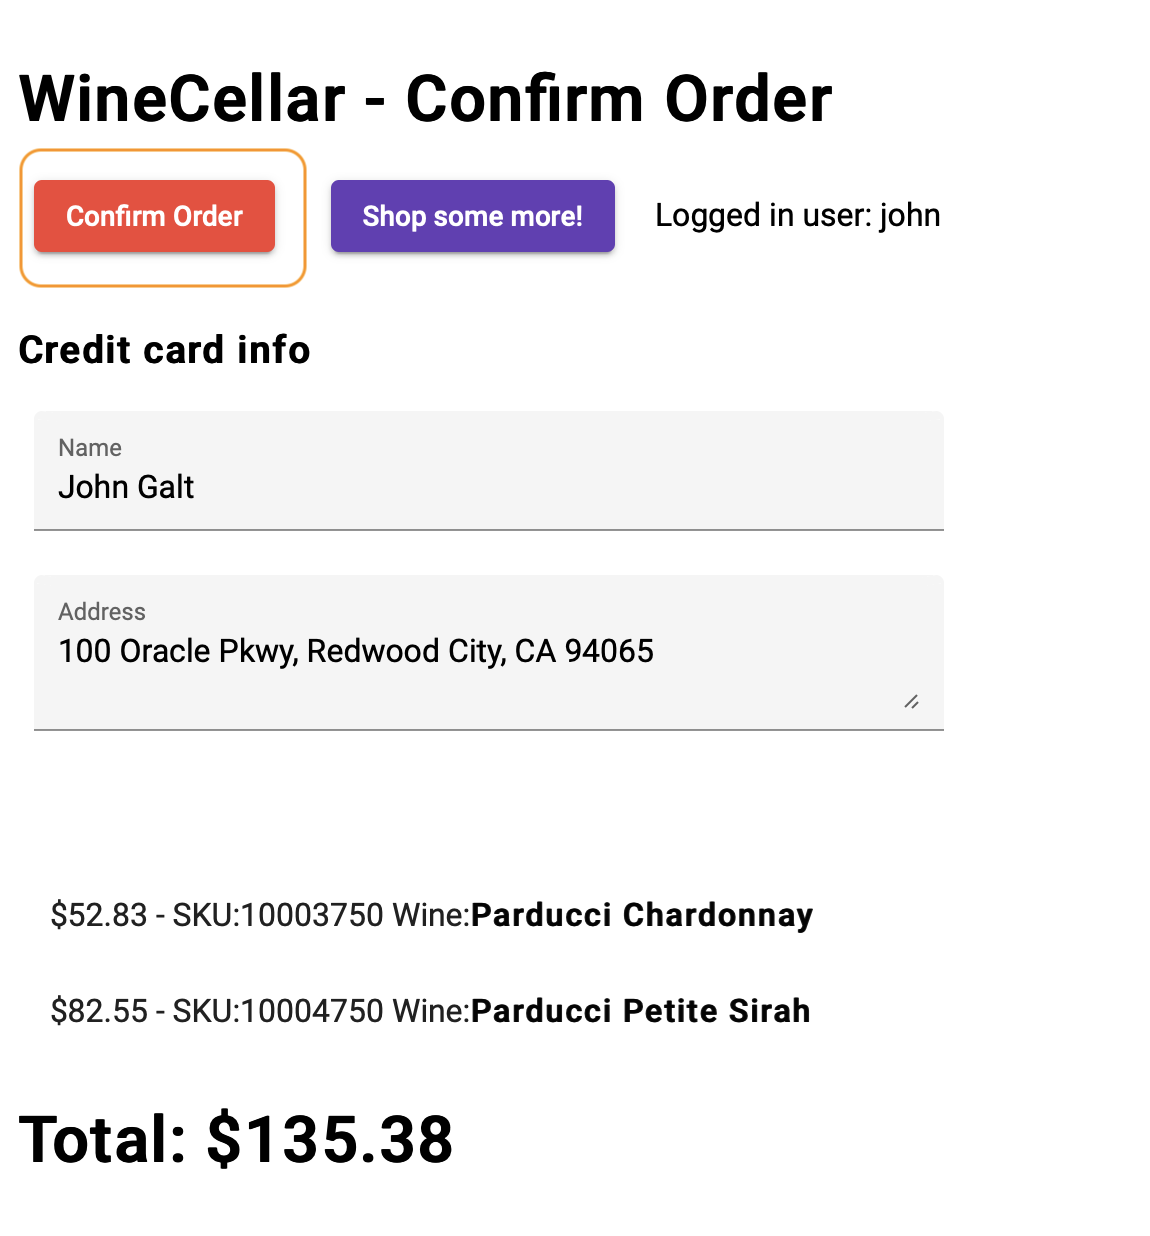 WineCellar - Confirm Order
Confirm Order Shop some more! Logged in user: john
Credit card info
Name
John Galt
Address
100 Oracle Pkwy, Redwood City, CA 94065
$52.83 - SKU:10003750 Wine:Parducci Chardonnay
$82.55 - SKU:10004750 Wine:Parducci Petite Sirah
Total: $135.38